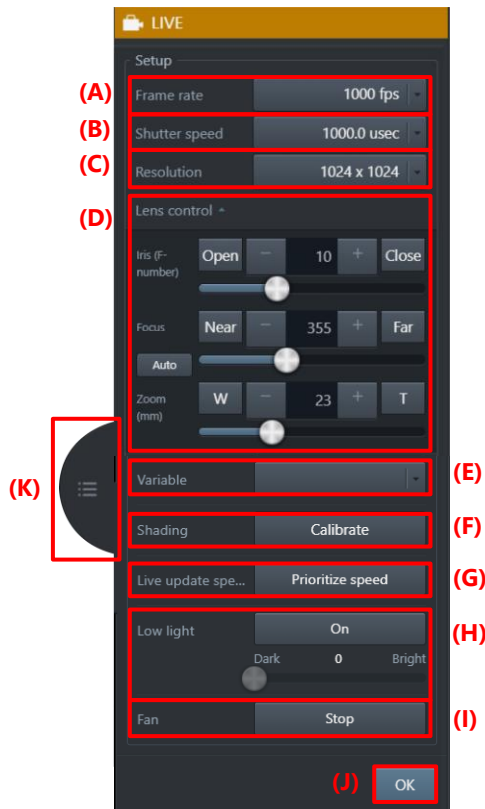 LIVE
Setup
(A) Frame rate 1000 fps
(B) Shutter speed 1000.0 usec
(C) Resolution 1024 x 1024
(D) Lens control
Iris (F-number) Open − 10 + Close
Focus Near − 355 + Far
Auto
Zoom (mm) W − 23 + T
(K)
Variable (E)
Shading Calibrate (F)
Live update spe... Prioritize speed (G)
Low light On (H)
Dark 0 Bright
Fan Stop (I)
(J) OK